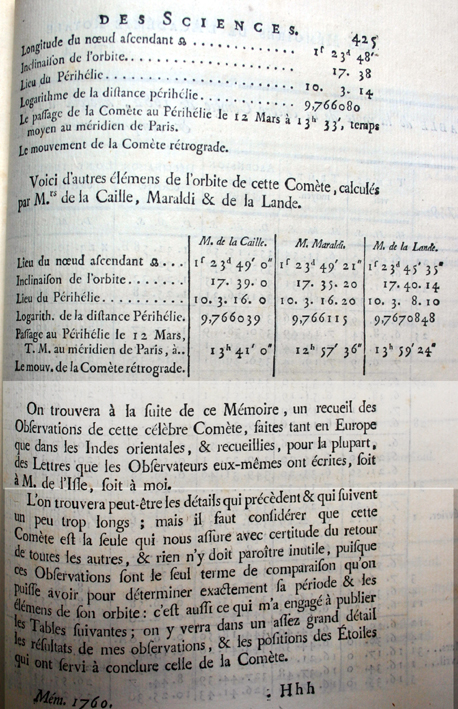 DES SCIENCES. 425
Longitude du nœud aſcendant ☊ ........... 1ſ 23d 48′
Inclinaiſon de l'orbite.................. 17. 38
Lieu du Périhélie ....................... 10. 3. 14
Logarithme de la diſtance périhélie......... 9,766080
Le paſſage de la Comète au Périhélie le 12 Mars à 13h 33′, temps
moyen au méridien de Paris.
Le mouvement de la Comète rétrograde.
Voici d'autres élémens de l'orbite de cette Comète, calculés
par M.rs de la Caille, Maraldi & de la Lande.
M. de la Caille. M. Maraldi. M. de la Lande.
Lieu du nœud aſcendant ☊... 1ſ 23d 49′ 0″ 1ſ 23d 49′ 21″ 1ſ 23d 45′ 35″
Inclinaiſon de l'orbite....... 17. 39. 0 17. 35. 20 17. 40. 14
Lieu du Périhélie......... 10. 3. 16. 0 10. 3. 16. 20 10. 3. 8. 10
Logarith. de la diſtance Périhélie. 9,766039 9,766115 9,7670848
Paſſage au Périhélie le 12 Mars,
T. M. au méridien de Paris, à.. 13h 41′ 0″ 12h 57′ 36″ 13h 59′ 24″
Le mouv. de la Comète rétrograde.
On trouvera à la ſuite de ce Mémoire, un recueil des
Obſervations de cette célèbre Comète, faites tant en Europe
que dans les Indes orientales, & recueillies, pour la plupart,
des Lettres que les Obſervateurs eux-mêmes ont écrites, ſoit
à M. de l'Iſle, ſoit à moi.
L'on trouvera peut-être les détails qui précèdent & qui ſuivent
un peu trop longs ; mais il faut conſidérer que cette
Comète eſt la ſeule qui nous aſſure avec certitude du retour
de toutes les autres, & rien n'y doit paroître inutile, puiſque
ces Obſervations ſont le ſeul terme de comparaiſon qu'on
puiſſe avoir pour déterminer exactement ſa période & les
élémens de ſon orbite : c'eſt auſſi ce qui m'a engagé à publier
les Tables ſuivantes ; on y verra dans un aſſez grand détail
les réſultats de mes obſervations, & les poſitions des Étoiles
qui ont ſervi à conclure celle de la Comète.
Mém. 1760. . Hhh